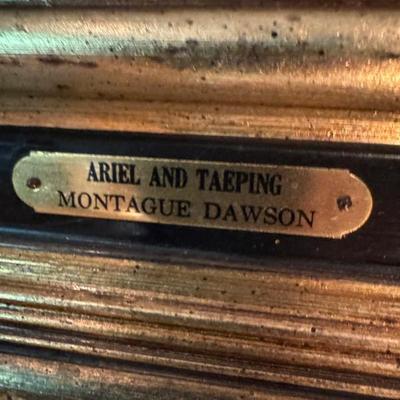 ARIEL AND TAEPING
MONTAGUE DAWSON